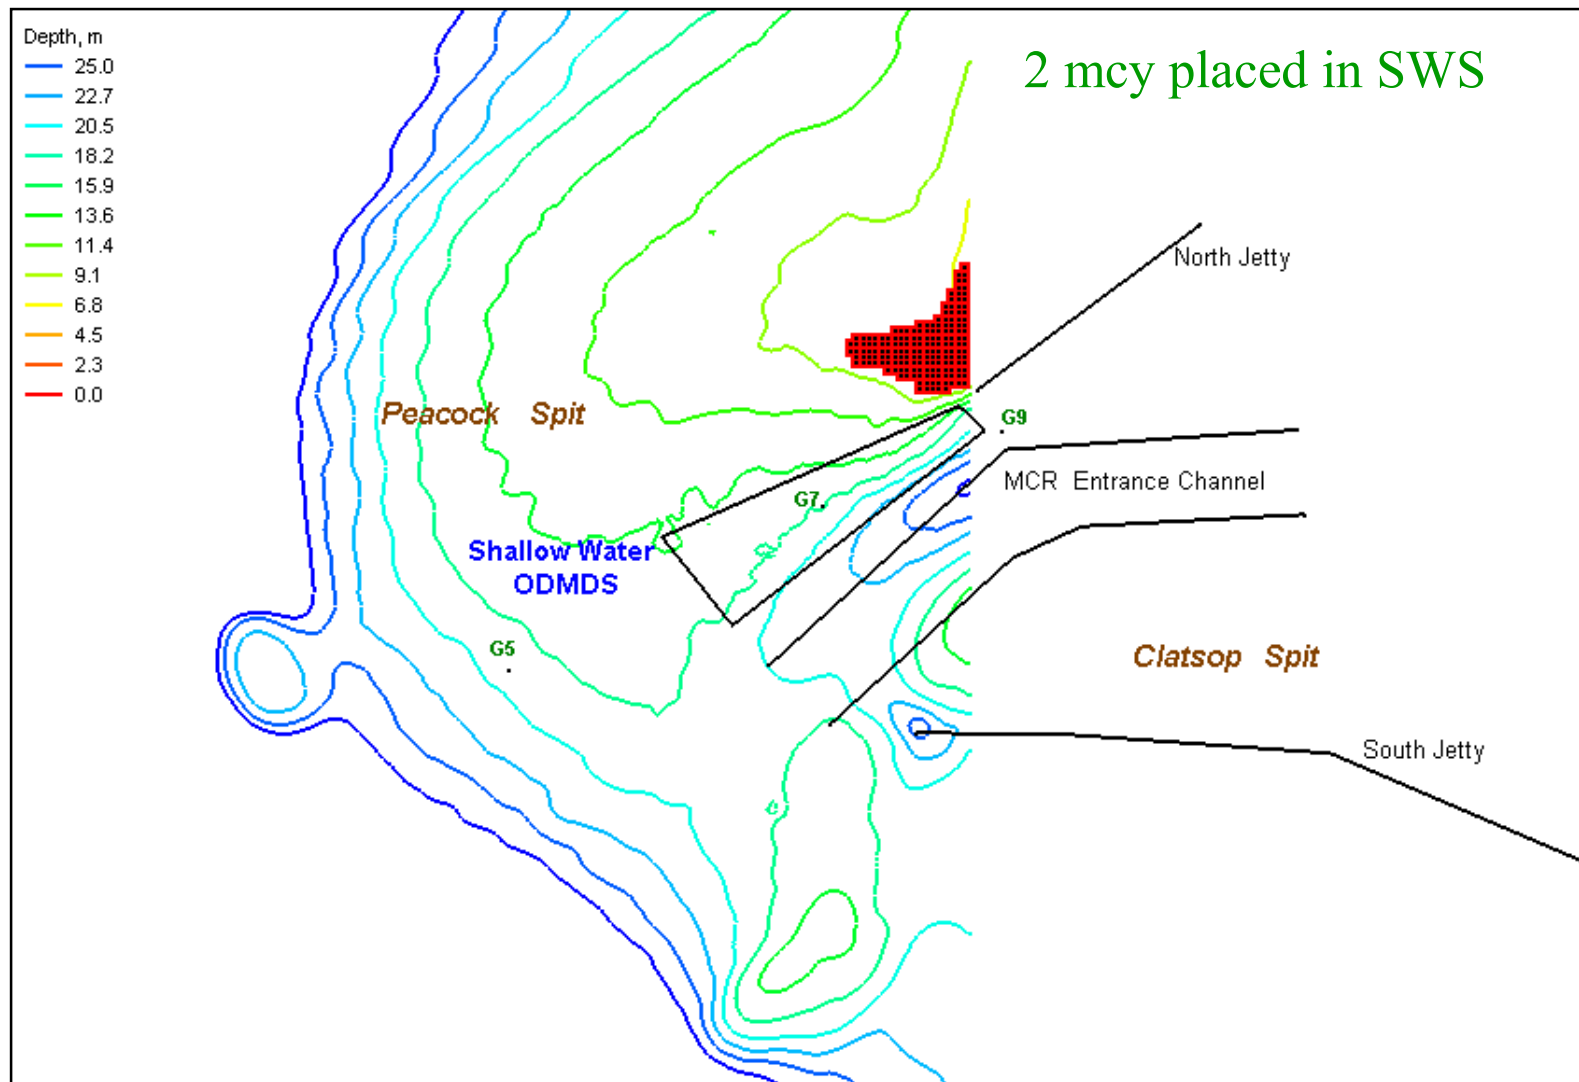 Depth, m
25.0
22.7
20.5
18.2
15.9
13.6
11.4
9.1
6.8
4.5
2.3
0.0
2 mcy placed in SWS
North Jetty
Peacock Spit
G9
MCR Entrance Channel
G7
Shallow Water
ODMDS
G5
Clatsop Spit
South Jetty